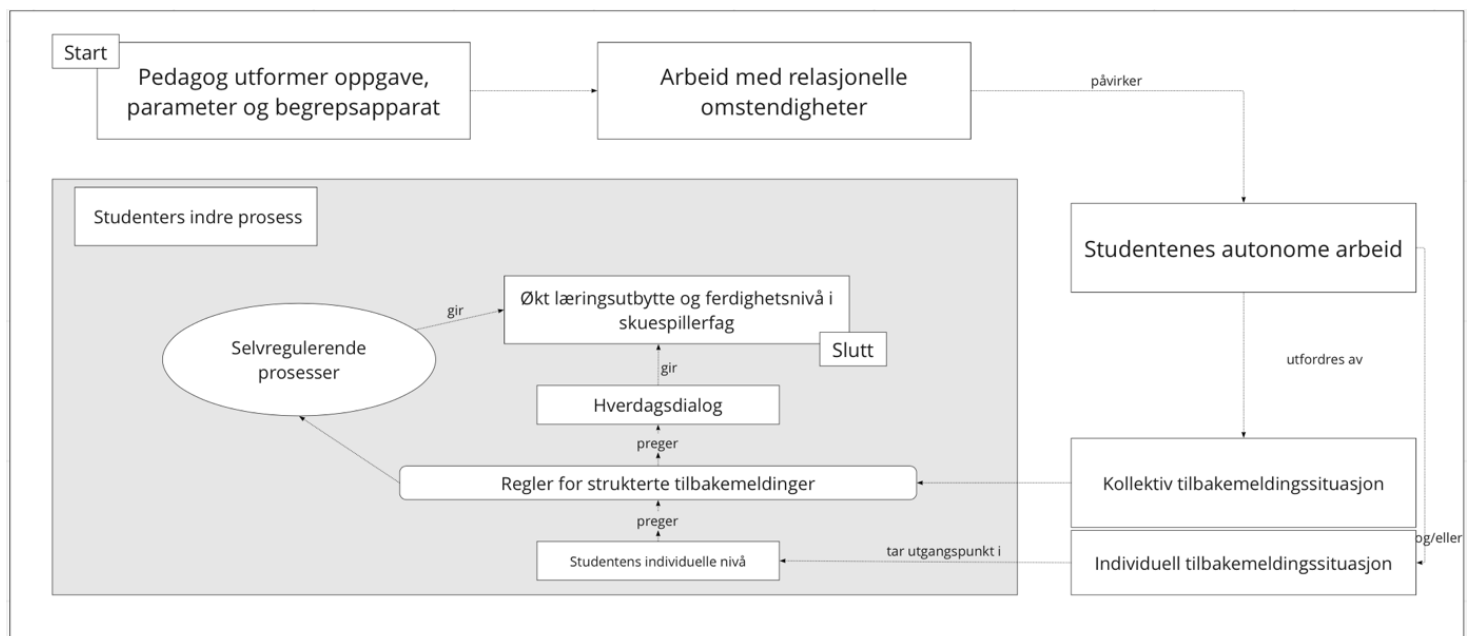 Start
Pedagog utformer oppgave,
parameter og begrepsapparat
Arbeid med relasjonelle
omstendigheter
påvirker
Studenters indre prosess
Studentenes autonome arbeid
Økt læringsutbytte og ferdighetsnivå i
skuespillerfag
Slutt
gir
Selvregulerende
prosesser
gir
utfordres av
Hverdagsdialog
preger
Regler for strukterte tilbakemeldinger
Kollektiv tilbakemeldingssituasjon
preger
og/eller
tar utgangspunkt i
Studentens individuelle nivå
Individuell tilbakemeldingssituasjon